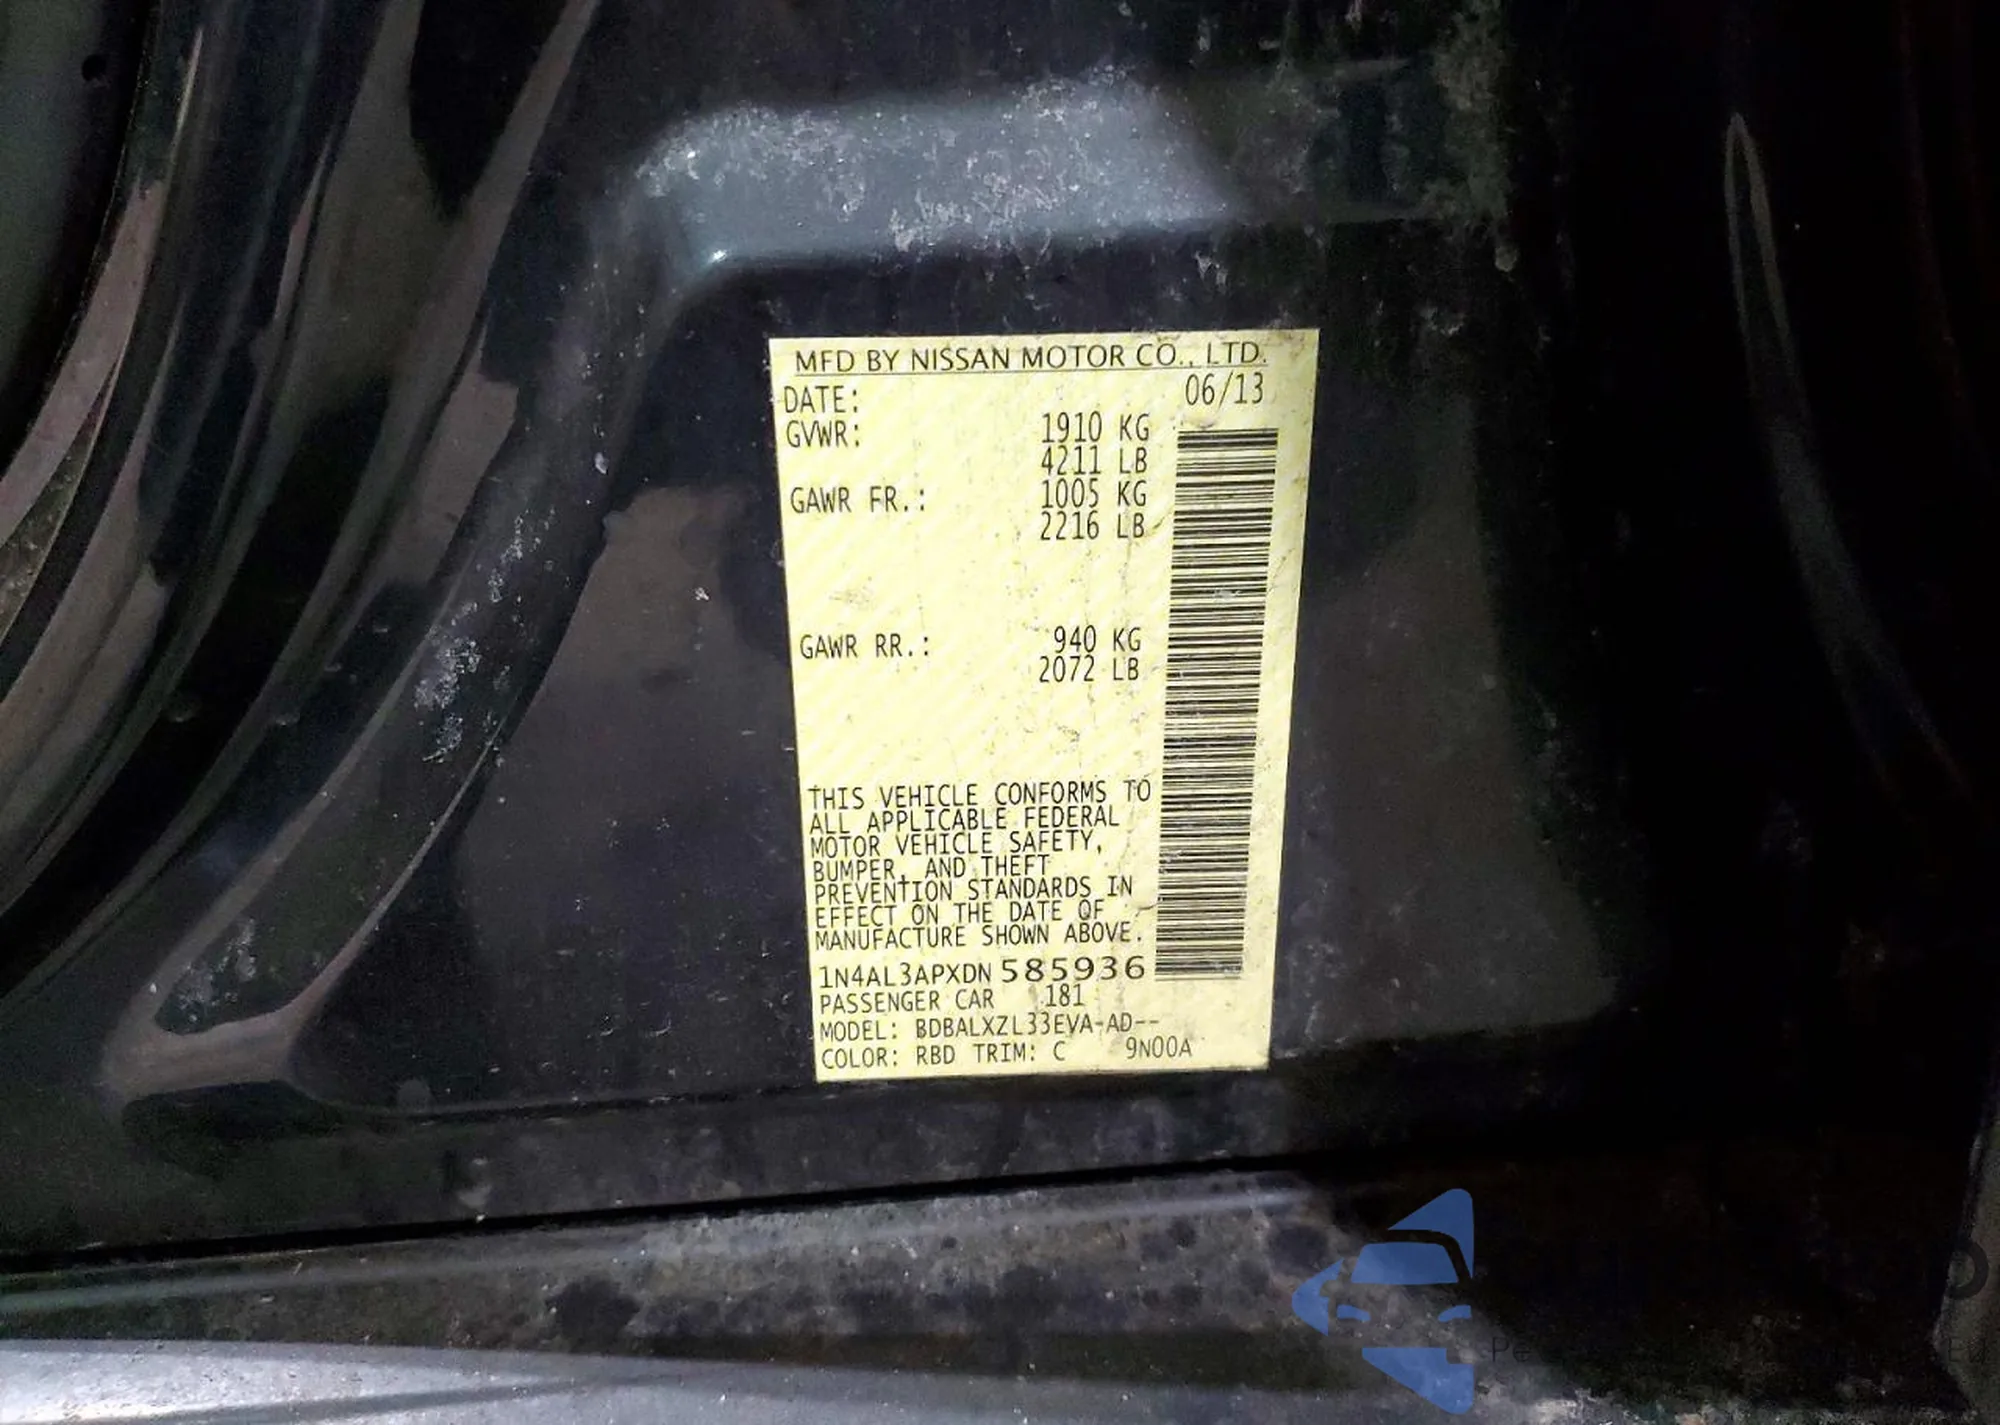 MFD BY NISSAN MOTOR CO., LTD.
DATE: 06/13
GVWR: 1910 KG
4211 LB
GAWR FR.: 1005 KG
2216 LB
GAWR RR.: 940 KG
2072 LB
THIS VEHICLE CONFORMS TO
ALL APPLICABLE FEDERAL
MOTOR VEHICLE SAFETY,
BUMPER, AND THEFT
PREVENTION STANDARDS IN
EFFECT ON THE DATE OF
MANUFACTURE SHOWN ABOVE.
1N4AL3APXDN585936
PASSENGER CAR 181
MODEL: BDBALXZL33EVA-AD--
COLOR: RBD TRIM: C 9N00A